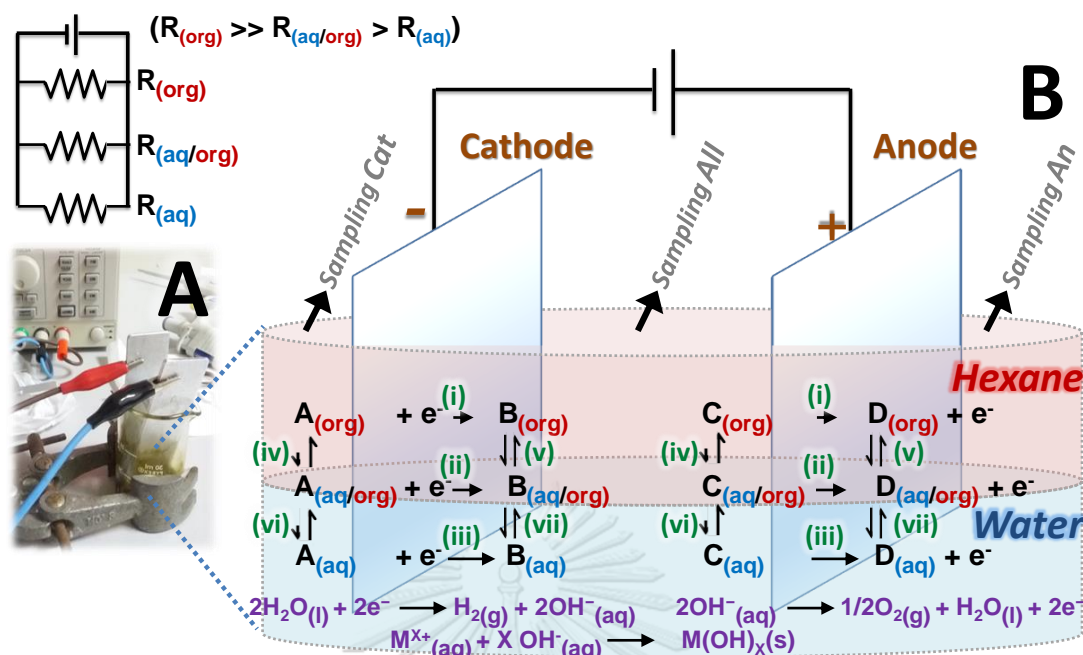 (R(org) >> R(aq/org) > R(aq))
R(org)
R(aq/org)
R(aq)
A
B
Sampling Cat
Sampling All
Sampling An
Cathode
Anode
-
+
Hexane
A(org) + e- (i) B(org)
C(org) (i) D(org) + e-
(iv) (v) (iv) (v)
A(aq/org) + e- (ii) B(aq/org)
C(aq/org) (ii) D(aq/org) + e-
Water
(vi) (vii) (vi) (vii)
A(aq) + e- (iii) B(aq)
C(aq) (iii) D(aq) + e-
2H₂O(l) + 2e⁻ → H₂(g) + 2OH⁻(aq)
2OH⁻(aq) → 1/2O₂(g) + H₂O(l) + 2e⁻
Mˣ⁺(aq) + X OH⁻(aq) → M(OH)ₓ(s)